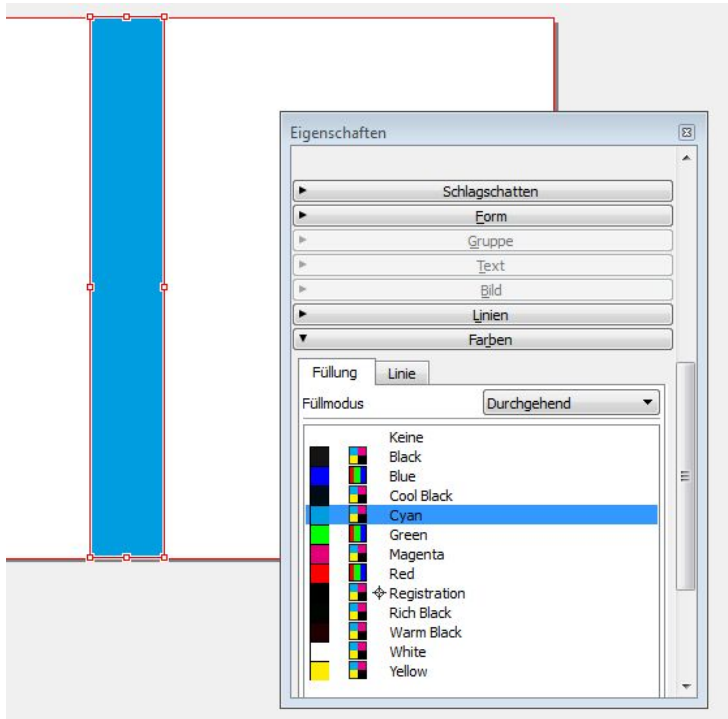 Eigenschaften
Schlagschatten
Form
Gruppe
Text
Bild
Linien
Farben
Füllung Linie
Füllmodus Durchgehend
Keine
Black
Blue
Cool Black
Cyan
Green
Magenta
Red
Registration
Rich Black
Warm Black
White
Yellow